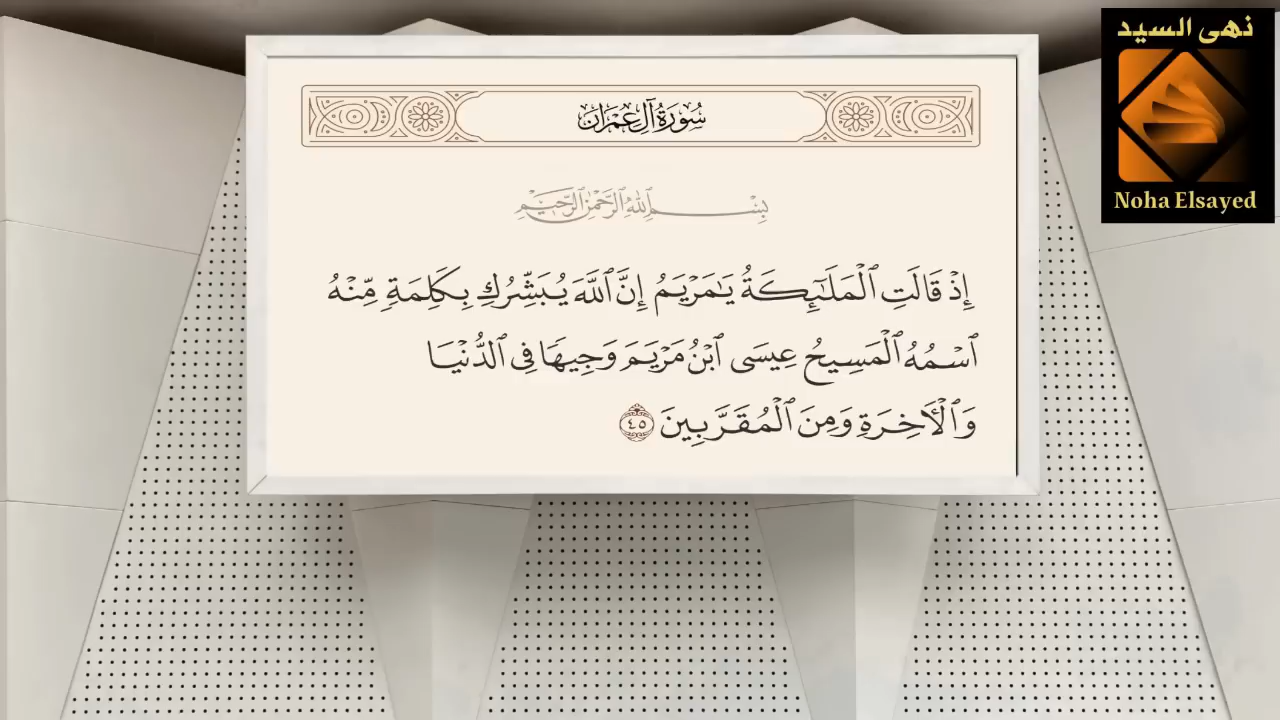 نهى السيد
Noha Elsayed
سُورَةُ آلِ عِمْرَان
بِسْمِ ٱللَّهِ ٱلرَّحْمَٰنِ ٱلرَّحِيمِ
إِذْ قَالَتِ ٱلْمَلَٰٓئِكَةُ يَٰمَرْيَمُ إِنَّ ٱللَّهَ يُبَشِّرُكِ بِكَلِمَةٍ مِّنْهُ
ٱسْمُهُ ٱلْمَسِيحُ عِيسَى ٱبْنُ مَرْيَمَ وَجِيهًا فِى ٱلدُّنْيَا
وَٱلْأَخِرَةِ وَمِنَ ٱلْمُقَرَّبِينَ ٤٥